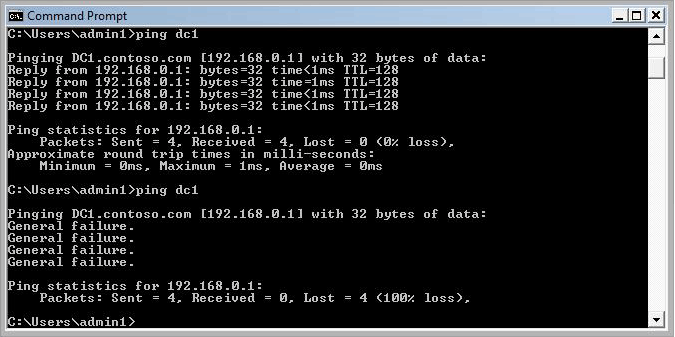 Command Prompt
C:\Users\admin1>ping dc1
Pinging DC1.contoso.com [192.168.0.1] with 32 bytes of data:
Reply from 192.168.0.1: bytes=32 time<1ms TTL=128
Reply from 192.168.0.1: bytes=32 time<1ms TTL=128
Reply from 192.168.0.1: bytes=32 time=1ms TTL=128
Reply from 192.168.0.1: bytes=32 time<1ms TTL=128
Ping statistics for 192.168.0.1:
    Packets: Sent = 4, Received = 4, Lost = 0 (0% loss),
Approximate round trip times in milli-seconds:
    Minimum = 0ms, Maximum = 1ms, Average = 0ms
C:\Users\admin1>ping dc1
Pinging DC1.contoso.com [192.168.0.1] with 32 bytes of data:
General failure.
General failure.
General failure.
General failure.
Ping statistics for 192.168.0.1:
    Packets: Sent = 4, Received = 0, Lost = 4 (100% loss),
C:\Users\admin1>